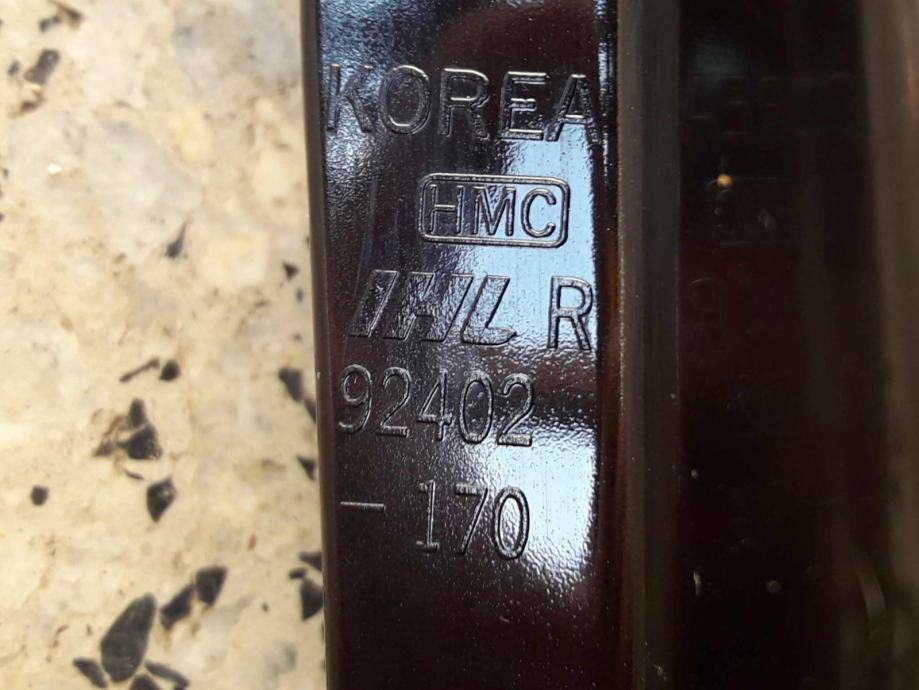 KOREA
HMC
IHL R
92402
- 170